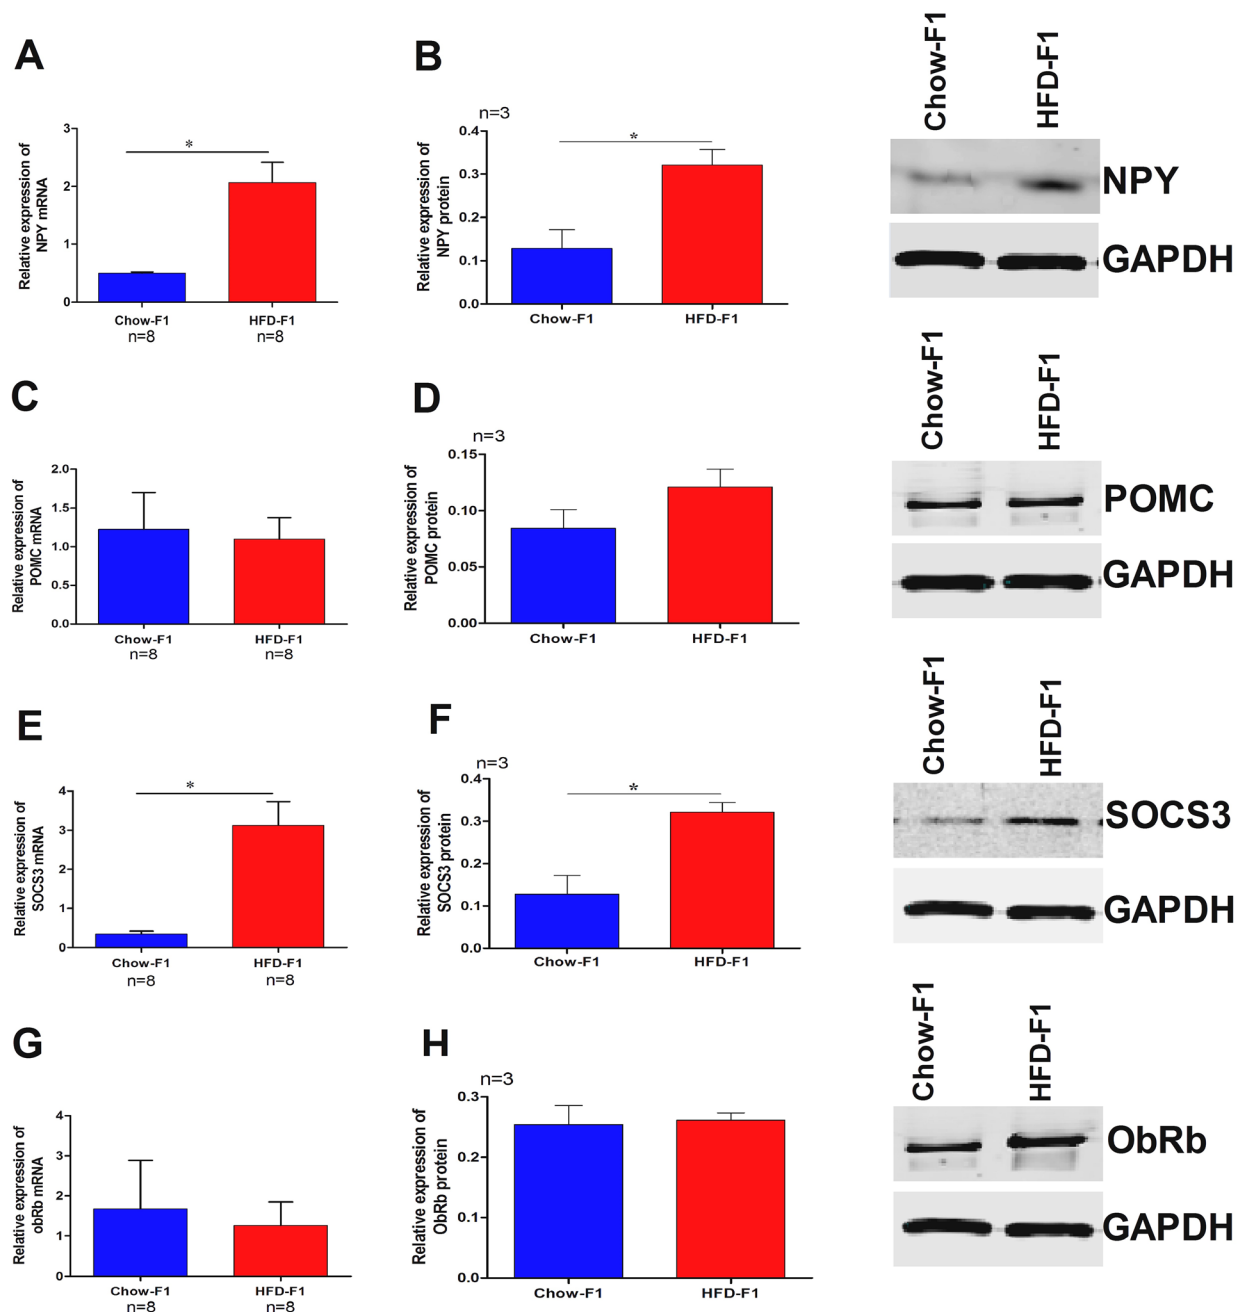 A
Relative expression of
NPY mRNA
3
2
1
0
*
Chow-F1
HFD-F1
n=8
n=8
B
n=3
Relative expression of
NPY protein
0.4
0.3
0.2
0.1
0.0
*
Chow-F1
HFD-F1
Chow-F1
HFD-F1
NPY
GAPDH
C
Relative expression of
POMC mRNA
2.0
1.5
1.0
0.5
0.0
Chow-F1
HFD-F1
n=8
n=8
D
n=3
Relative expression of
POMC protein
0.15
0.10
0.05
0.00
Chow-F1
HFD-F1
Chow-F1
HFD-F1
POMC
GAPDH
E
Relative expression of
SOCS3 mRNA
4
3
2
1
0
*
Chow-F1
HFD-F1
n=8
n=8
F
n=3
Relative expression of
SOCS3 protein
0.4
0.3
0.2
0.1
0.0
*
Chow-F1
HFD-F1
Chow-F1
HFD-F1
SOCS3
GAPDH
G
Relative expression of
obRb mRNA
4
3
2
1
0
Chow-F1
HFD-F1
n=8
n=8
H
n=3
Relative expression of
ObRb protein
0.3
0.2
0.1
0.0
Chow-F1
HFD-F1
Chow-F1
HFD-F1
ObRb
GAPDH